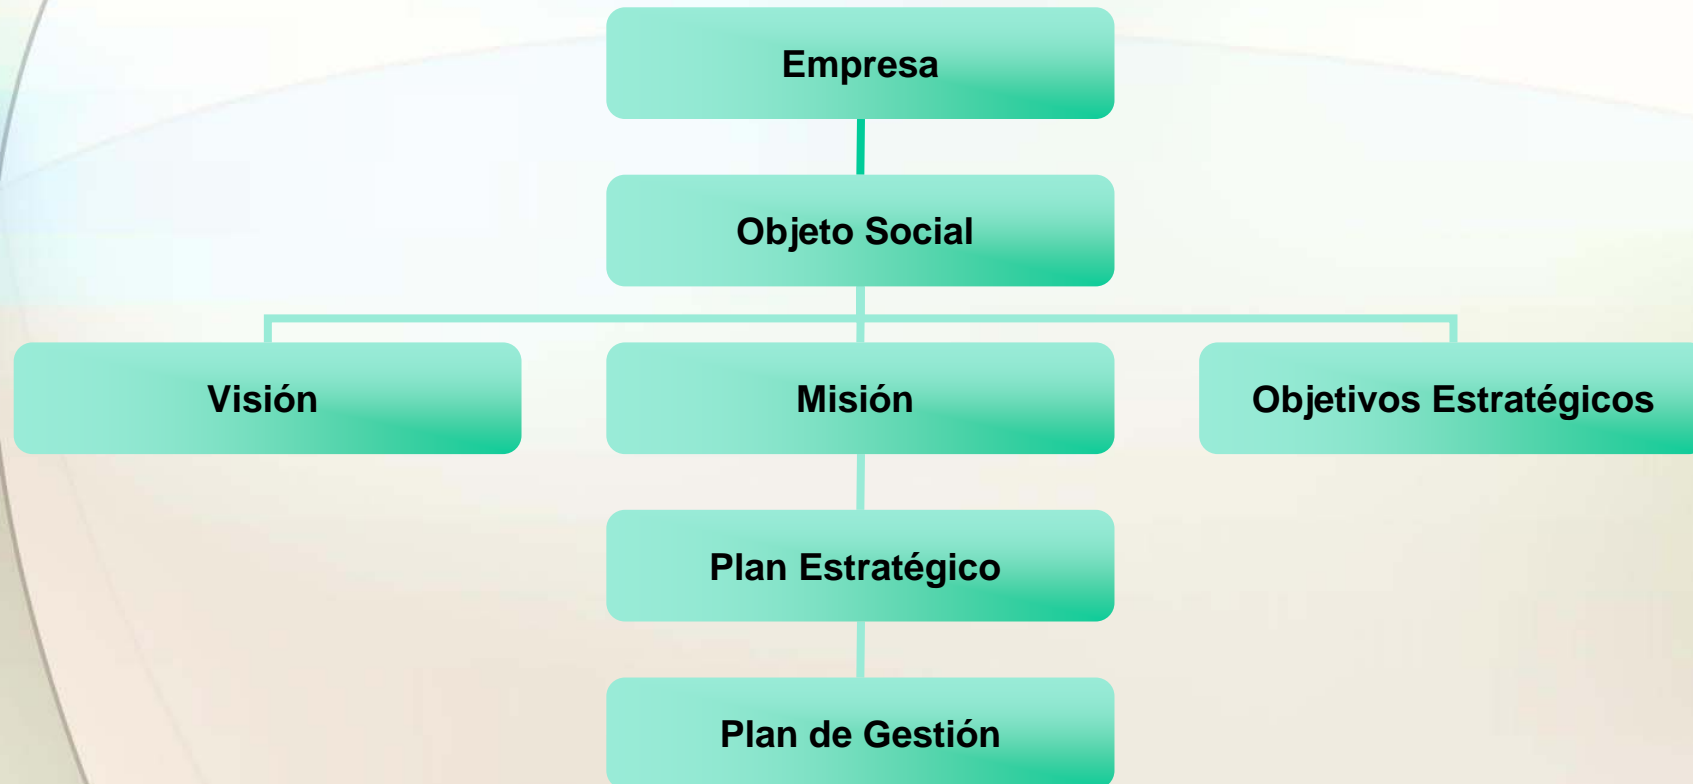 Empresa
Objeto Social
Visión
Misión
Objetivos Estratégicos
Plan Estratégico
Plan de Gestión